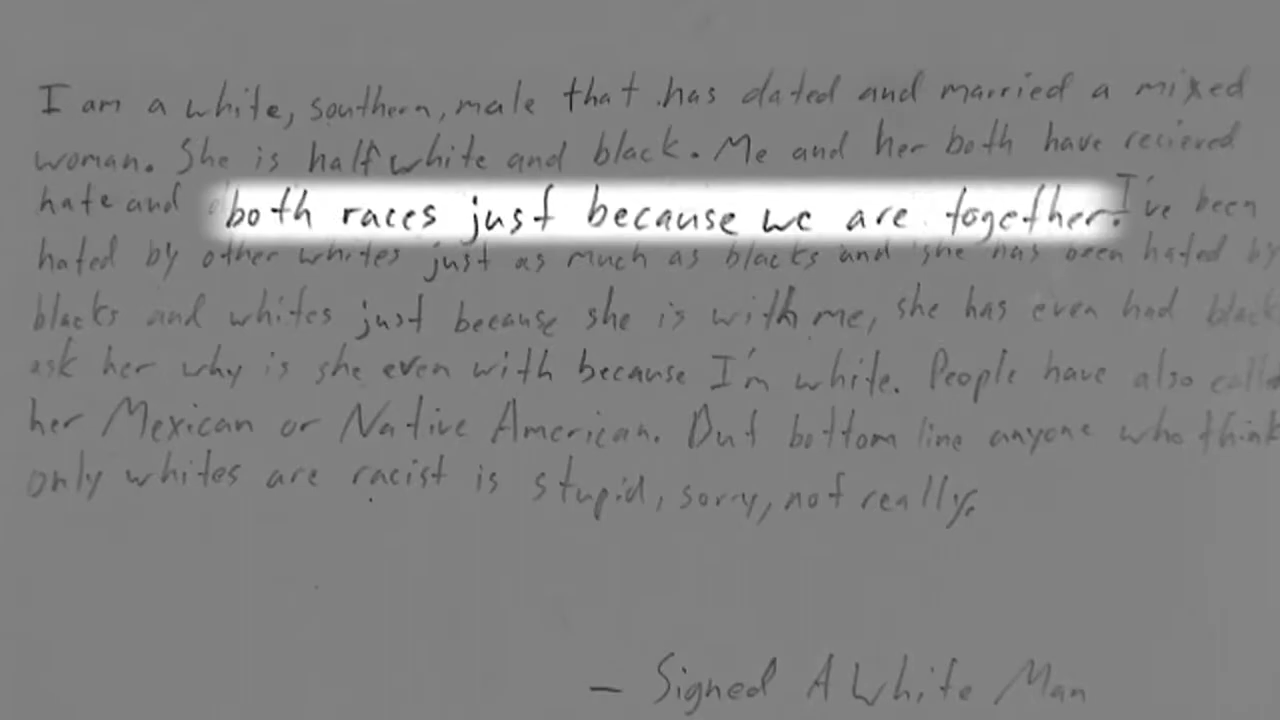 I am a white, southern, male that has dated and married a mixed
woman. She is half white and black. Me and her both have recieved
hate and both races just because we are together. I've been
hated by other whites just as much as blacks and she has been hated by
blacks and whites just because she is with me, she has even had black
ask her why is she even with because I'm white. People have also
her Mexican or Native American. But bottom line anyone who think
only whites are racist is stupid, sorry, not really.
— Signed A White Man